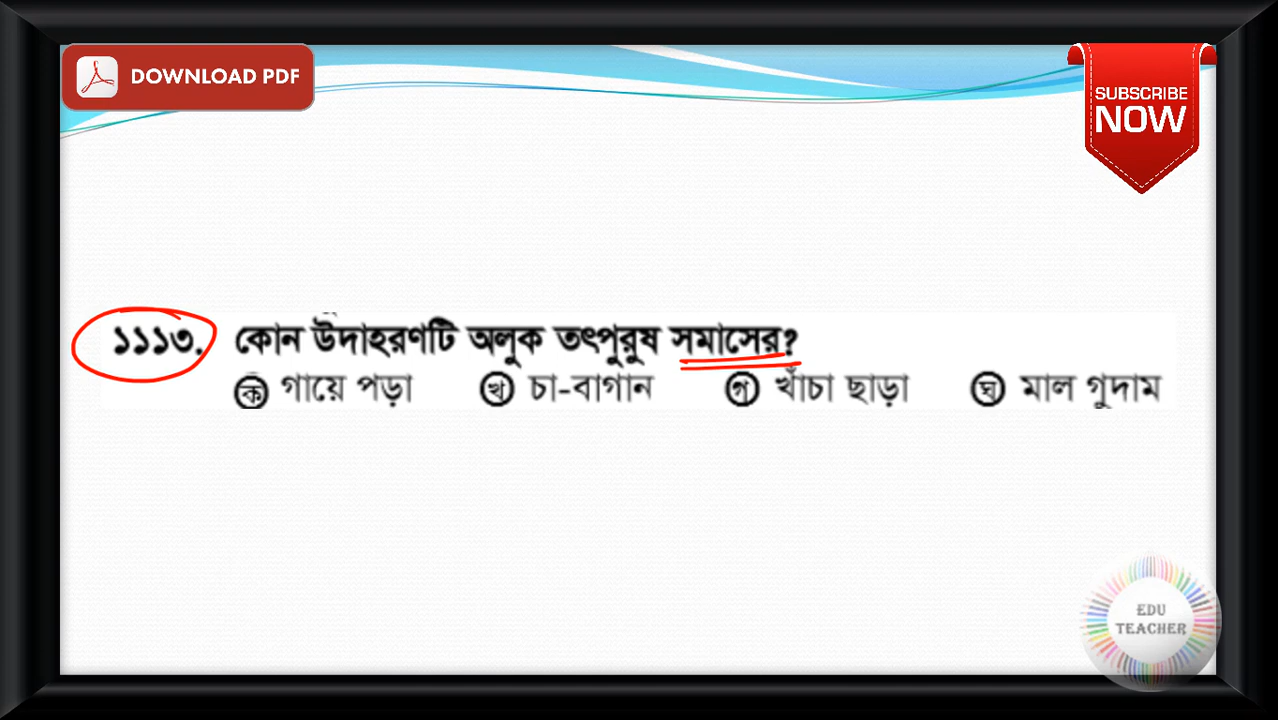 DOWNLOAD PDF
SUBSCRIBE
NOW
১১১৩. কোন উদাহরণটি অলুক তৎপুরুষ সমাসের?
ক গায়ে পড়া খ চা-বাগান গ খাঁচা ছাড়া ঘ মাল গুদাম
EDU
TEACHER